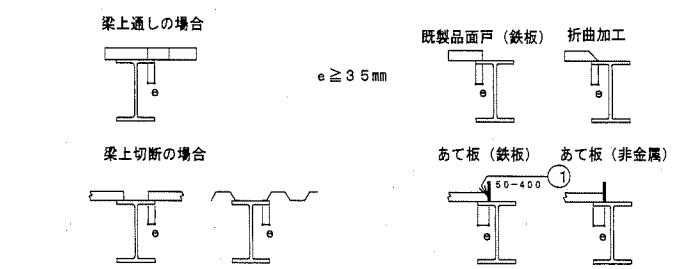 梁上通しの場合
既製品面戸（鉄板）
折曲加工
e
e≧35mm
e
e
梁上切断の場合
あて板（鉄板）
あて板（非金属）
50-400
1
e
e
e
e